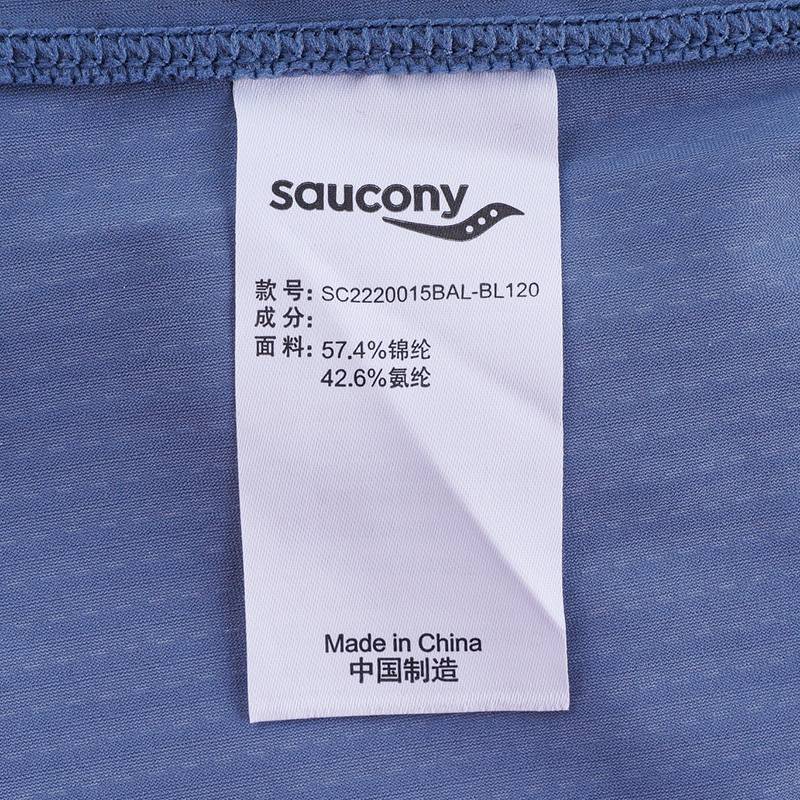 saucony
款号: SC2220015BAL-BL120
成分:
面料: 57.4%锦纶
42.6%氨纶
Made in China
中国制造